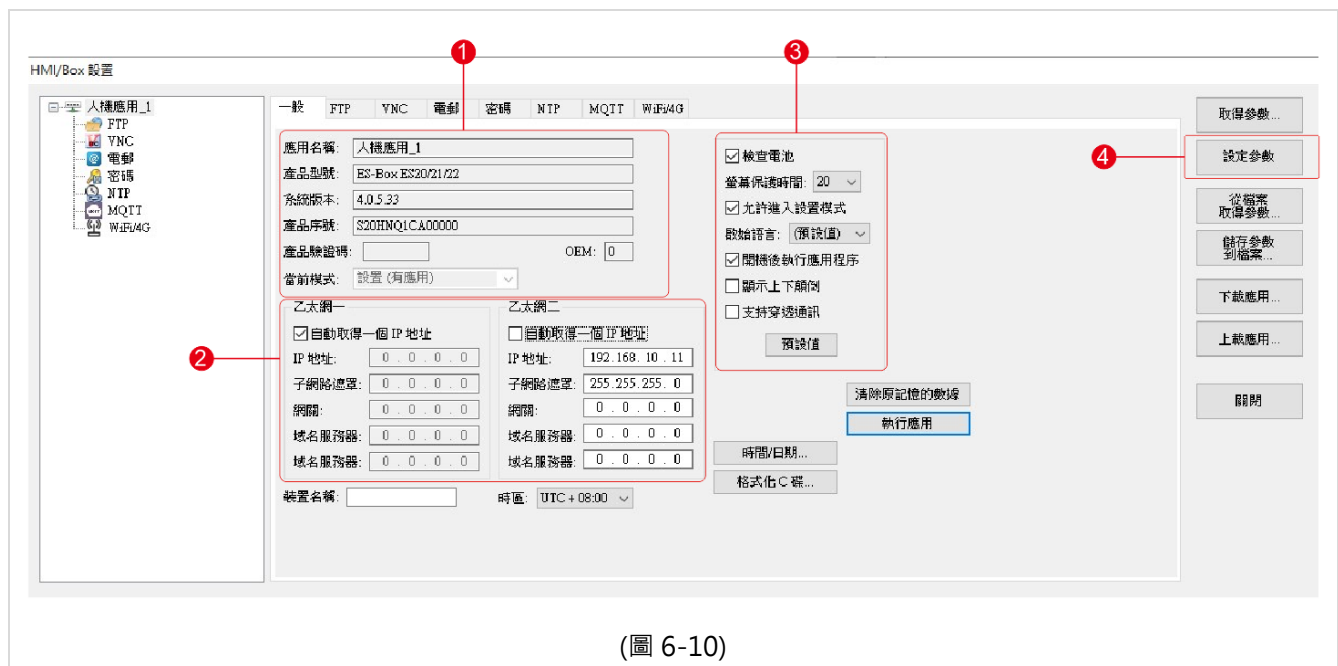 1
3
HMI/Box 設置
人機應用_1
FTP
VNC
電郵
密碼
NTP
MQTT
WiFi/4G
一般 FTP VNC 電郵 密碼 NTP MQTT WiFi/4G
應用名稱: 人機應用_1
產品型號: ES-Box ES20/21/22
系統版本: 4.0.5.33
產品序號: S20HNQ1CA00000
產品驗證碼: OEM: 0
當前模式: 設置 (有應用)
2
乙太網一
自動取得一個 IP 地址
IP 地址: 0 . 0 . 0 . 0
子網路遮罩: 0 . 0 . 0 . 0
網關: 0 . 0 . 0 . 0
域名服務器: 0 . 0 . 0 . 0
域名服務器: 0 . 0 . 0 . 0
乙太網二
自動取得一個 IP 地址
IP 地址: 192.168. 10 . 11
子網路遮罩: 255.255.255. 0
網關: 0 . 0 . 0 . 0
域名服務器: 0 . 0 . 0 . 0
域名服務器: 0 . 0 . 0 . 0
裝置名稱:
時區: UTC + 08:00
檢查電池
螢幕保護時間: 20
允許進入設置模式
啟始語言: (預設值)
開機後執行應用程序
顯示上下顛倒
支持穿透通訊
預設值
清除原記憶的數據
執行應用
時間/日期...
格式化 C 碟...
4
取得參數...
設定參數
從檔案
取得參數...
儲存參數
到檔案...
下載應用...
上載應用...
關閉
(圖 6-10)